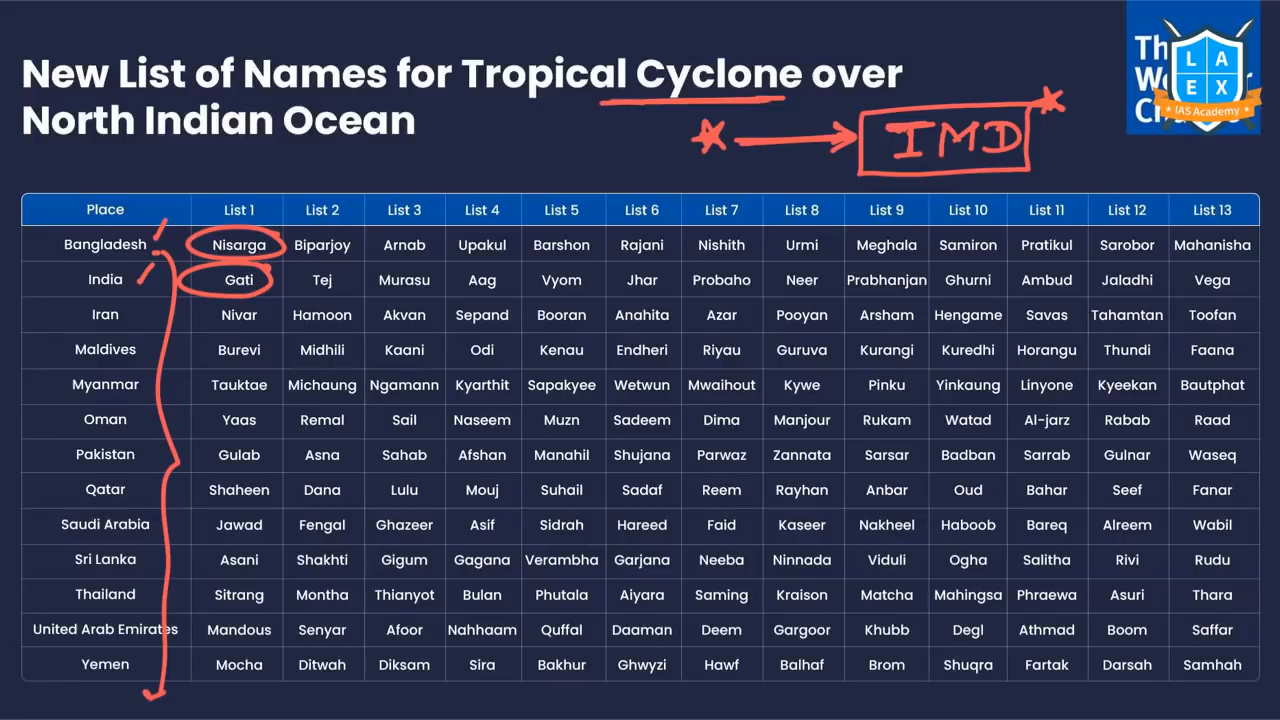 New List of Names for Tropical Cyclone over
North Indian Ocean
IMD
Th
We
Ch
L A
E X
IAS Academy
Place List 1 List 2 List 3 List 4 List 5 List 6 List 7 List 8 List 9 List 10 List 11 List 12 List 13
Bangladesh Nisarga Biparjoy Arnab Upakul Barshon Rajani Nishith Urmi Meghala Samiron Pratikul Sarobor Mahanisha
India Gati Tej Murasu Aag Vyom Jhar Probaho Neer Prabhanjan Ghurni Ambud Jaladhi Vega
Iran Nivar Hamoon Akvan Sepand Booran Anahita Azar Pooyan Arsham Hengame Savas Tahamtan Toofan
Maldives Burevi Midhili Kaani Odi Kenau Endheri Riyau Guruva Kurangi Kuredhi Horangu Thundi Faana
Myanmar Tauktae Michaung Ngamann Kyarthit Sapakyee Wetwun Mwaihout Kywe Pinku Yinkaung Linyone Kyeekan Bautphat
Oman Yaas Remal Sail Naseem Muzn Sadeem Dima Manjour Rukam Watad Al-jarz Rabab Raad
Pakistan Gulab Asna Sahab Afshan Manahil Shujana Parwaz Zannata Sarsar Badban Sarrab Gulnar Waseq
Qatar Shaheen Dana Lulu Mouj Suhail Sadaf Reem Rayhan Anbar Oud Bahar Seef Fanar
Saudi Arabia Jawad Fengal Ghazeer Asif Sidrah Hareed Faid Kaseer Nakheel Haboob Bareq Alreem Wabil
Sri Lanka Asani Shakhti Gigum Gagana Verambha Garjana Neeba Ninnada Viduli Ogha Salitha Rivi Rudu
Thailand Sitrang Montha Thianyot Bulan Phutala Aiyara Saming Kraison Matcha Mahingsa Phraewa Asuri Thara
United Arab Emirates Mandous Senyar Afoor Nahhaam Quffal Daaman Deem Gargoor Khubb Degl Athmad Boom Saffar
Yemen Mocha Ditwah Diksam Sira Bakhur Ghwyzi Hawf Balhaf Brom Shuqra Fartak Darsah Samhah